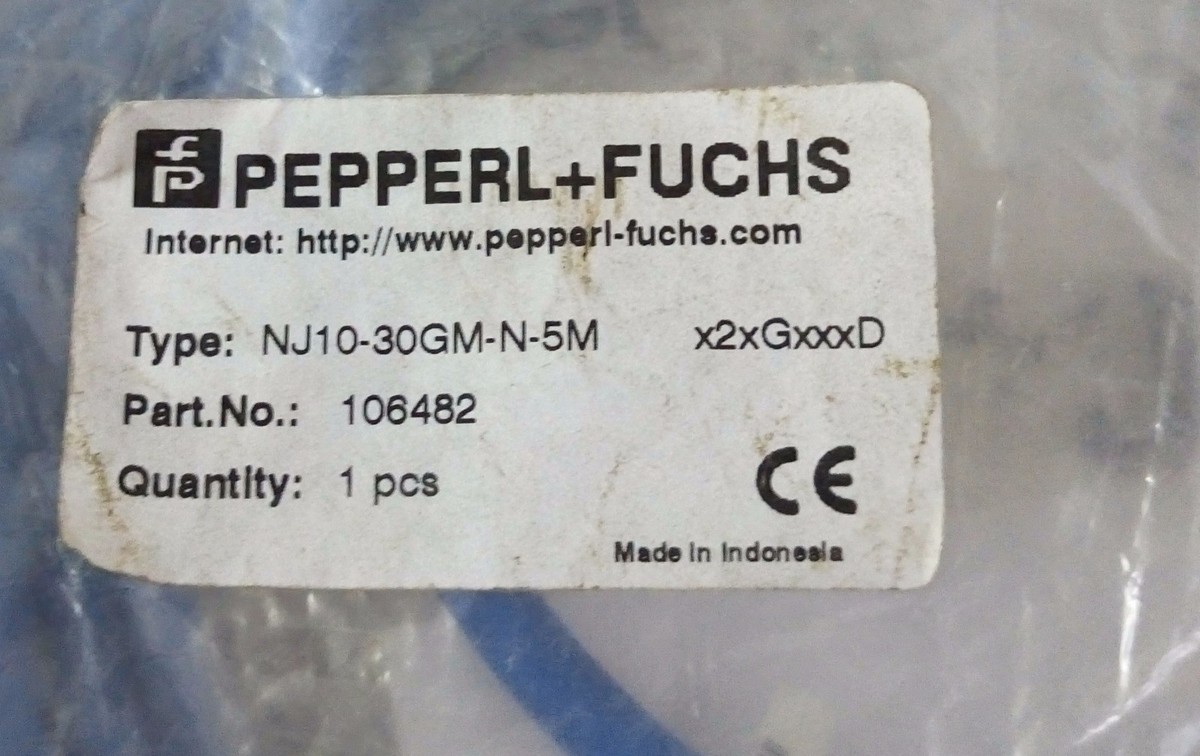 PEPPERL+FUCHS
Internet: http://www.pepperl-fuchs.com
Type: NJ10-30GM-N-5M x2xGxxxD
Part.No.: 106482
Quantity: 1 pcs
CE
Made in Indonesia